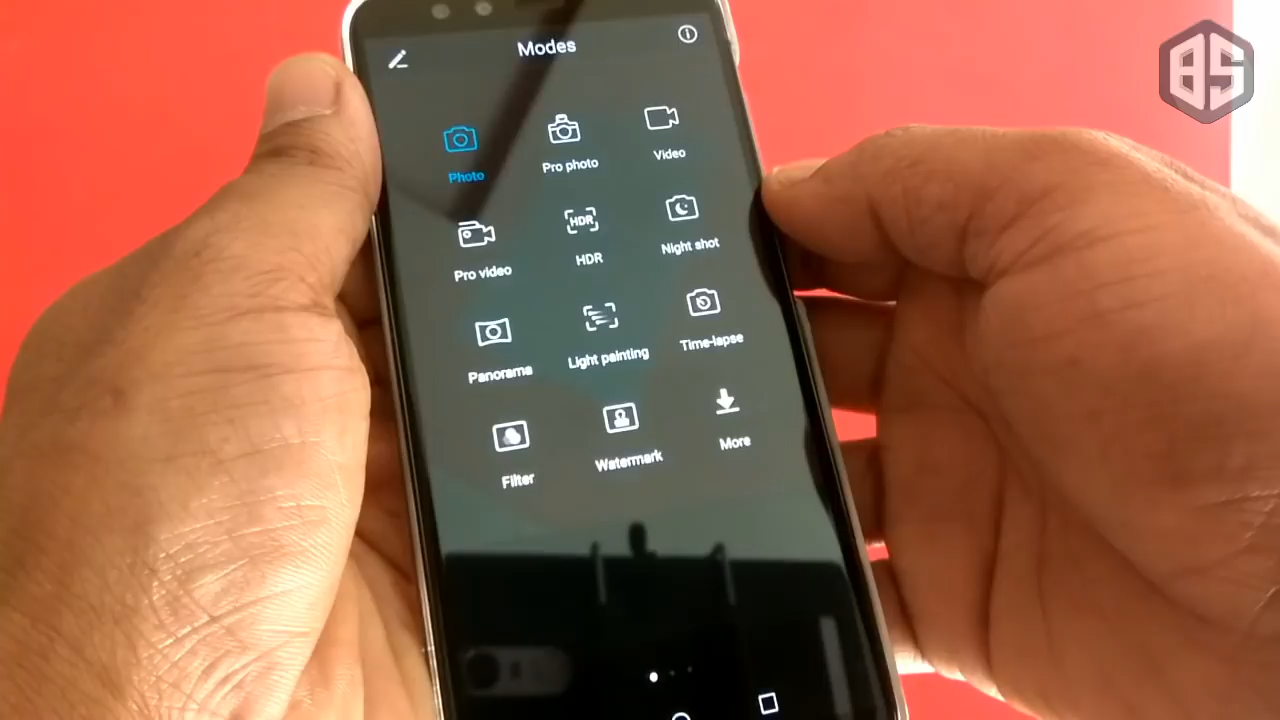 BS
Modes
Photo
Pro photo
Video
Pro video
HDR
HDR
Night shot
Panorama
Light painting
Time-lapse
Filter
Watermark
More